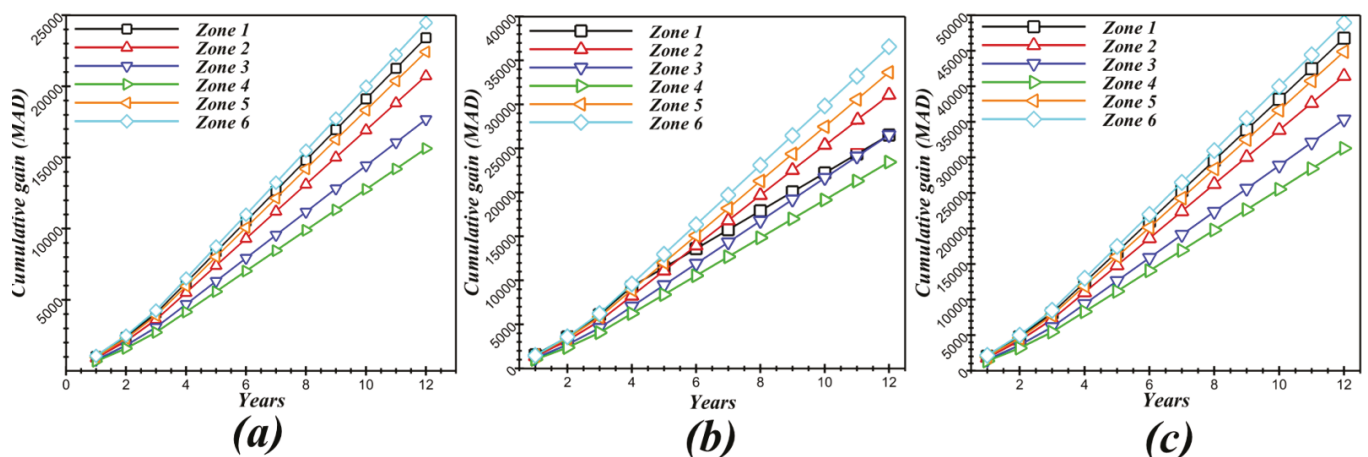 Cumulative gain (MAD)
25000
20000
15000
10000
5000
Zone 1
Zone 2
Zone 3
Zone 4
Zone 5
Zone 6
0 2 4 6 8 10 12
Years
(a)
Cumulative gain (MAD)
40000
35000
30000
25000
20000
15000
10000
5000
0
Zone 1
Zone 2
Zone 3
Zone 4
Zone 5
Zone 6
2 4 6 8 10 12
Years
(b)
Cumulative gain (MAD)
50000
45000
40000
35000
30000
25000
20000
15000
10000
5000
0
Zone 1
Zone 2
Zone 3
Zone 4
Zone 5
Zone 6
2 4 6 8 10 12
Years
(c)